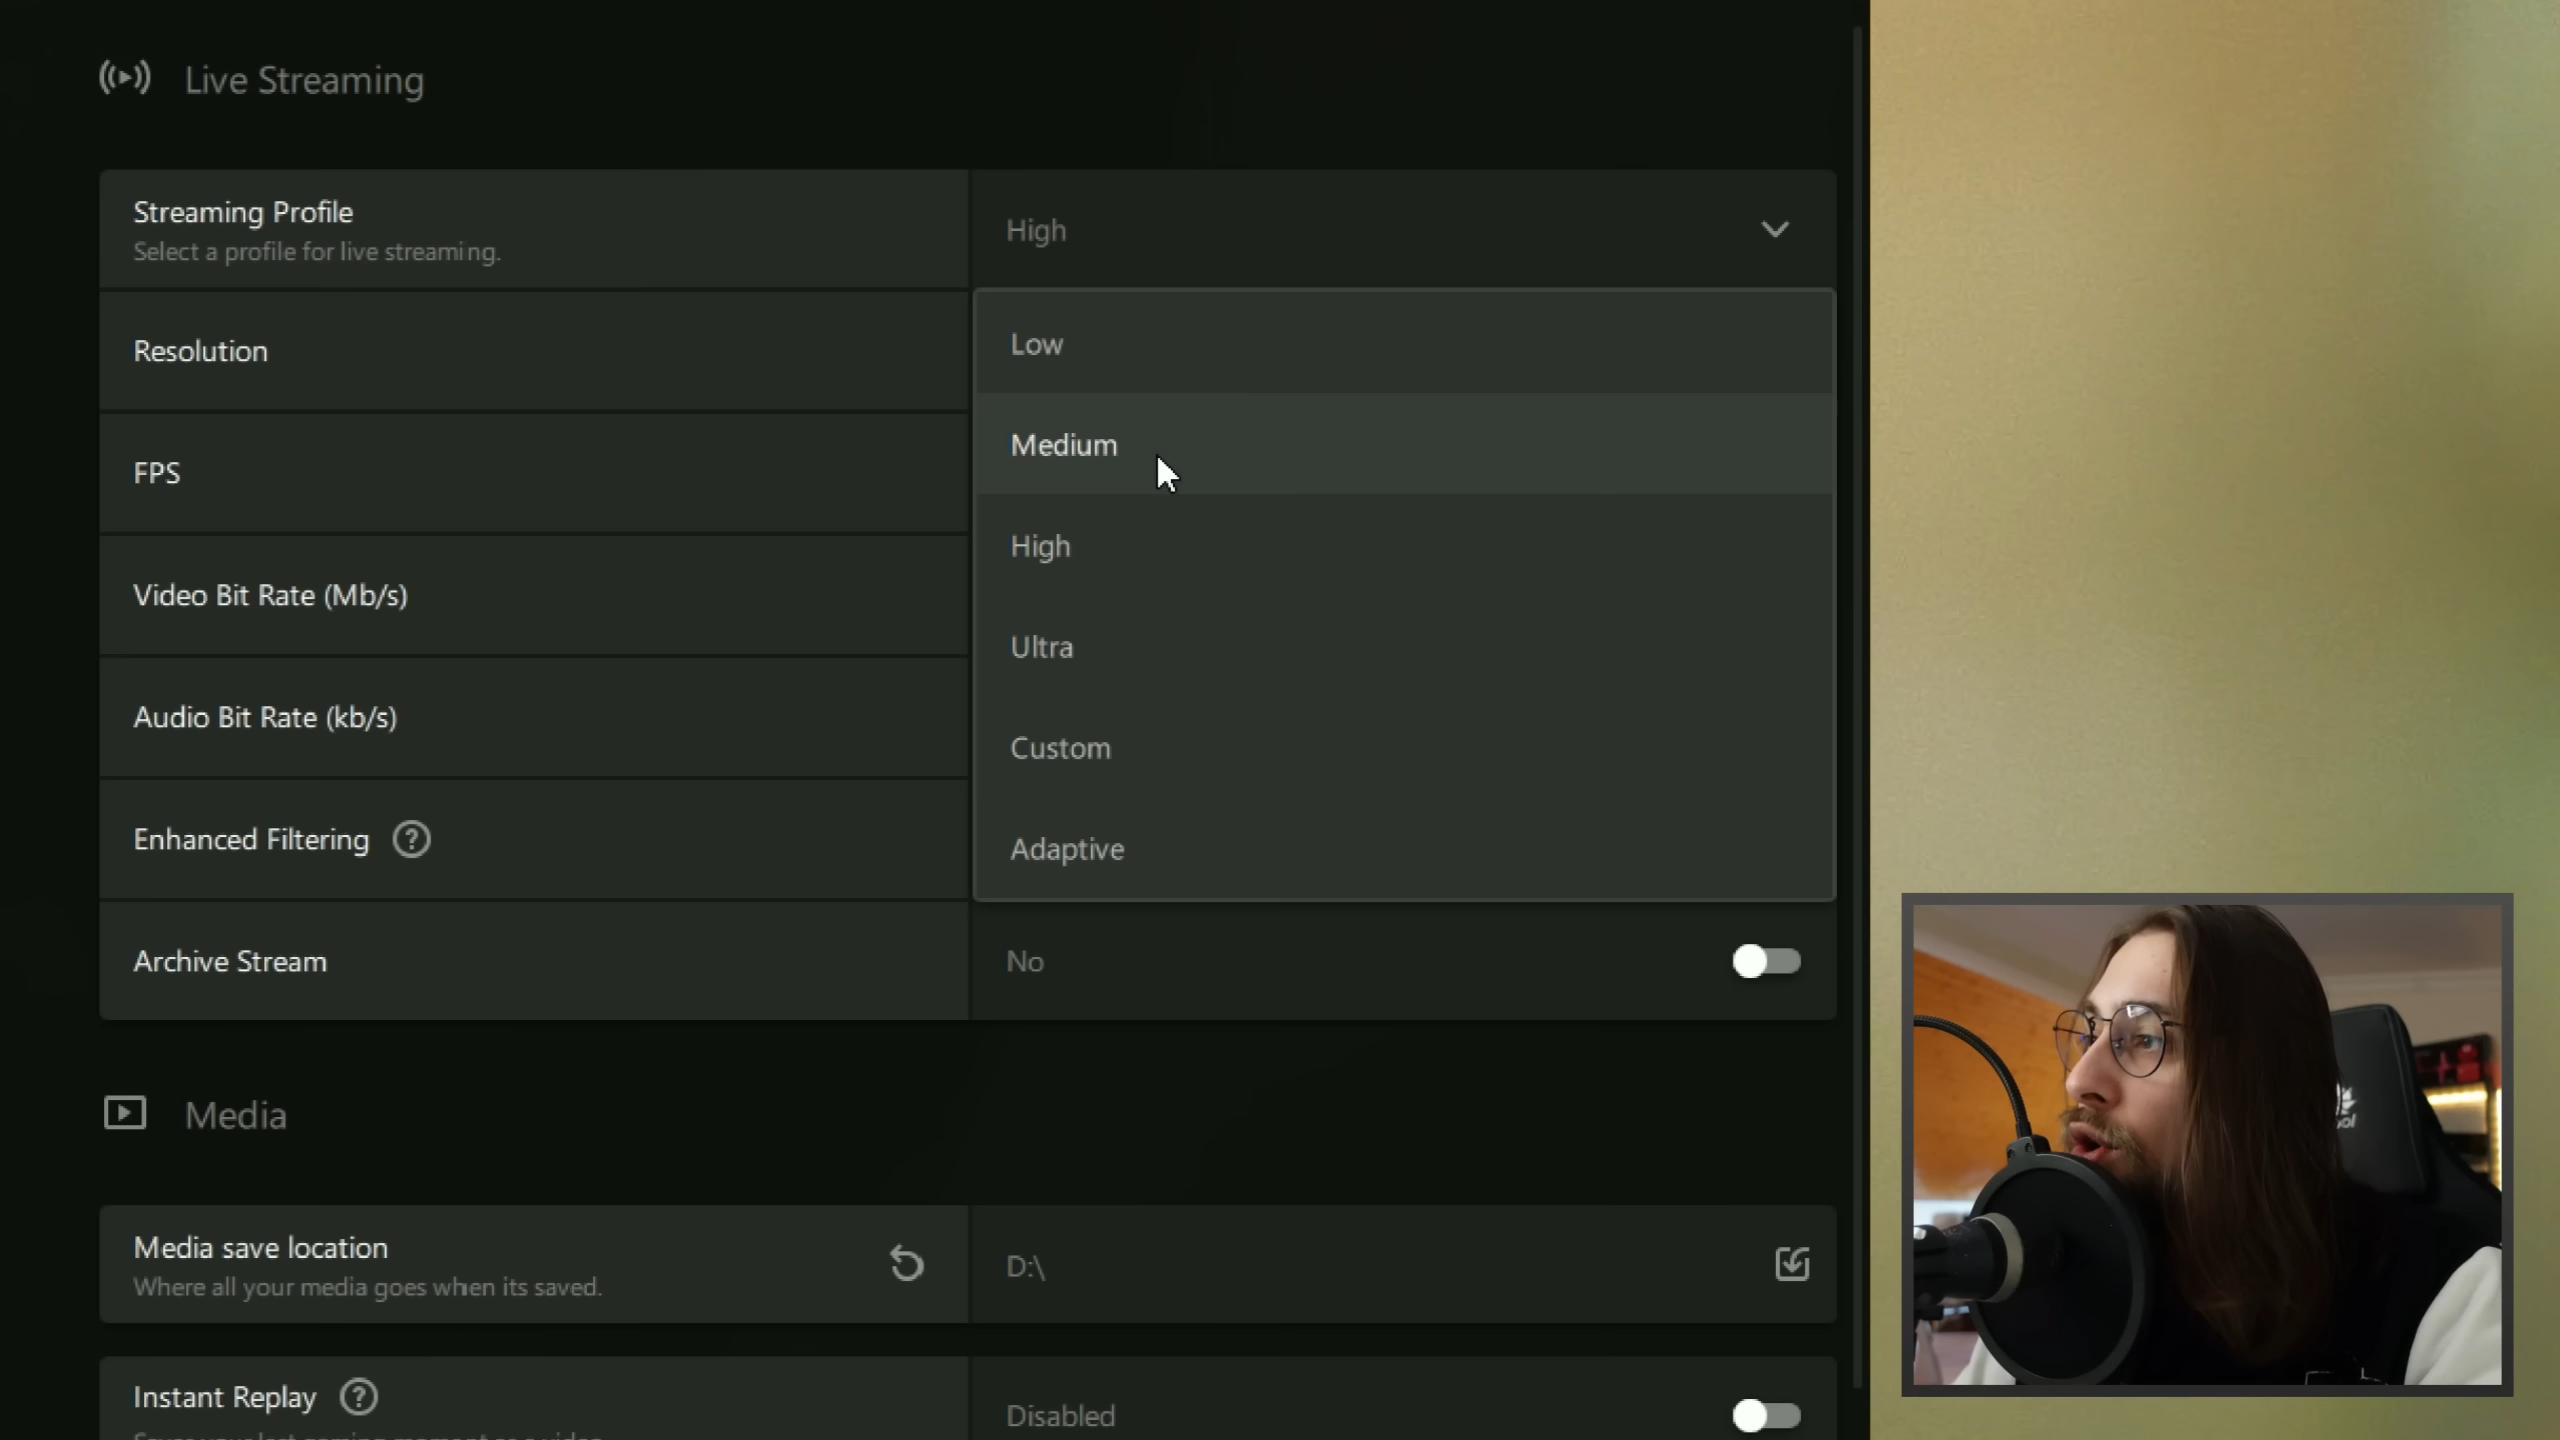 Live Streaming
Streaming Profile
Select a profile for live streaming.
High
Resolution
Low
Medium
FPS
High
Video Bit Rate (Mb/s)
Ultra
Audio Bit Rate (kb/s)
Custom
Enhanced Filtering
Adaptive
Archive Stream
No
Media
Media save location
Where all your media goes when its saved.
D:\
Instant Replay
Disabled